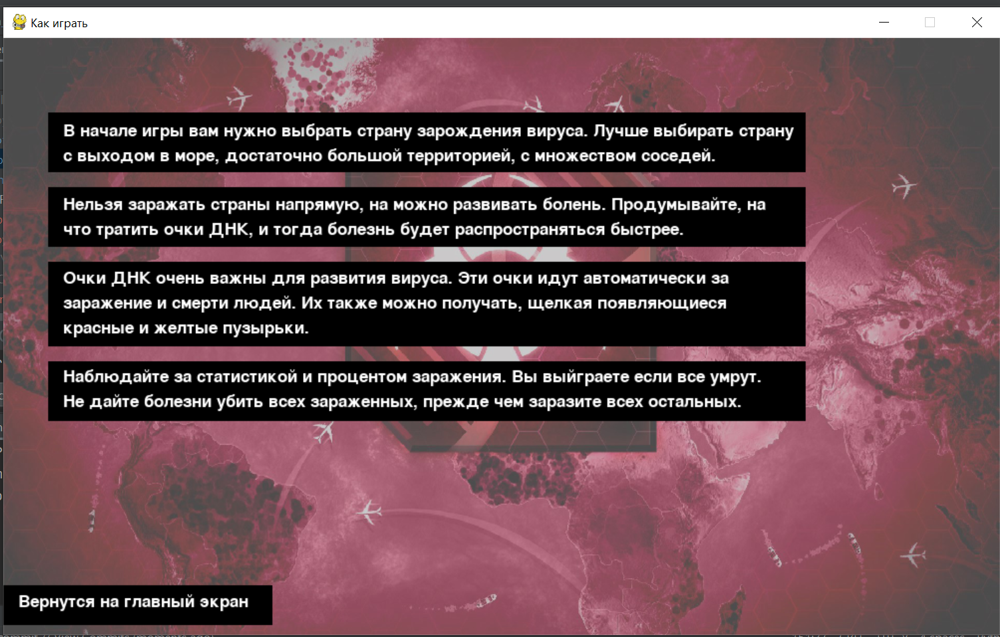 Как играть
В начале игры вам нужно выбрать страну зарождения вируса. Лучше выбирать страну
с выходом в море, достаточно большой территорией, с множеством соседей.
Нельзя заражать страны напрямую, на можно развивать болень. Продумывайте, на
что тратить очки ДНК, и тогда болезнь будет распространяться быстрее.
Очки ДНК очень важны для развития вируса. Эти очки идут автоматически за
заражение и смерти людей. Их также можно получать, щелкая появляющиеся
красные и желтые пузырьки.
Наблюдайте за статистикой и процентом заражения. Вы выйграете если все умрут.
Не дайте болезни убить всех зараженных, прежде чем заразите всех остальных.
Вернутся на главный экран